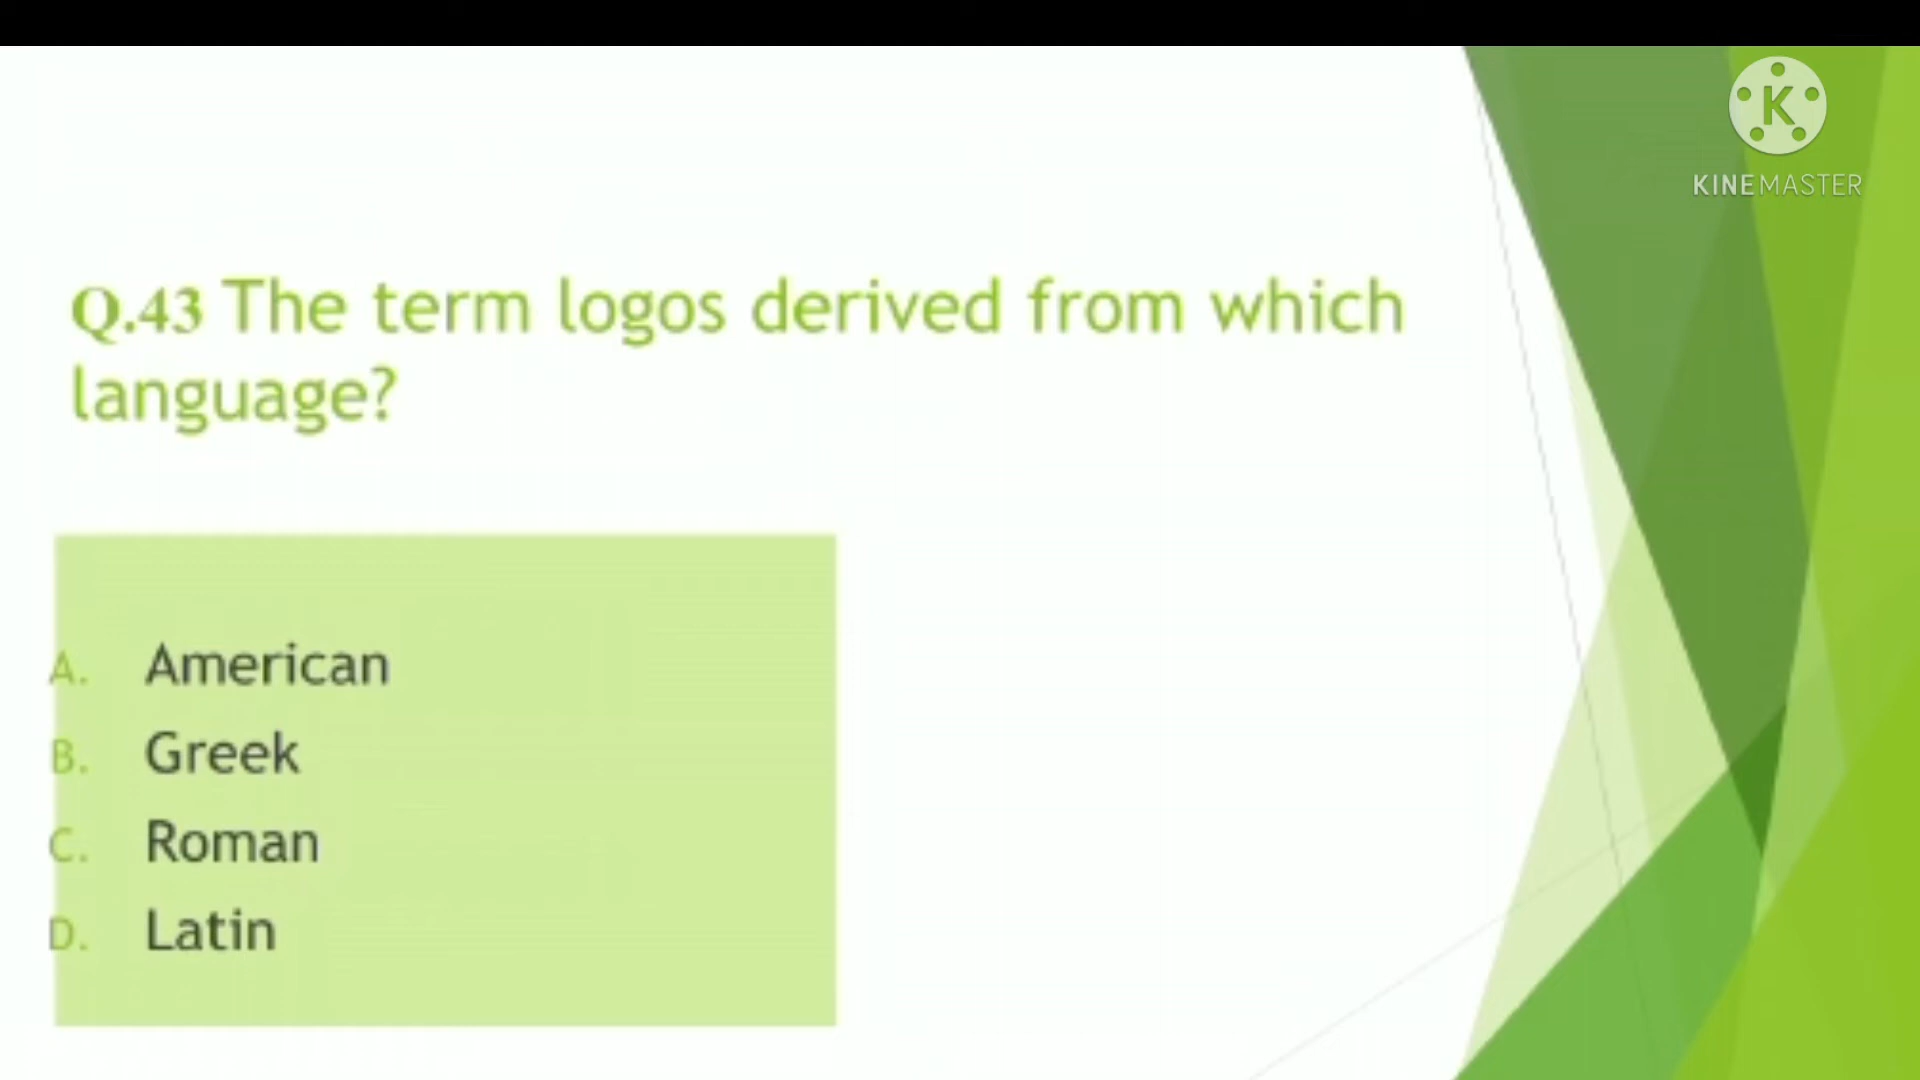 K
KINEMASTER
Q.43 The term logos derived from which
language?
A. American
B. Greek
C. Roman
D. Latin